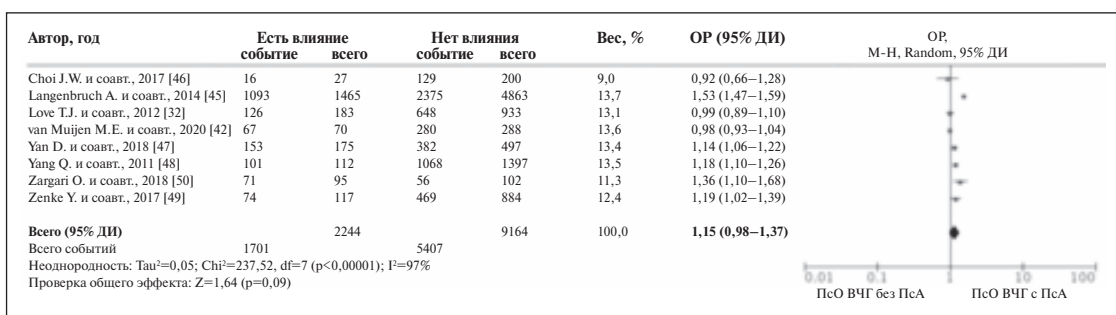 Автор, год Есть влияние Нет влияния Вес, % ОР (95% ДИ) ОР,
событие всего событие всего М-Н, Random, 95% ДИ
Choi J.W. и соавт., 2017 [46] 16 27 129 200 9,0 0,92 (0,66–1,28)
Langenbruch A. и соавт., 2014 [45] 1093 1465 2375 4863 13,7 1,53 (1,47–1,59)
Love T.J. и соавт., 2012 [32] 126 183 648 933 13,1 0,99 (0,89–1,10)
van Muijen M.E. и соавт., 2020 [42] 67 70 280 288 13,6 0,98 (0,93–1,04)
Yan D. и соавт., 2018 [47] 153 175 382 497 13,4 1,14 (1,06–1,22)
Yang Q. и соавт., 2011 [48] 101 112 1068 1397 13,5 1,18 (1,10–1,26)
Zargari O. и соавт., 2018 [50] 71 95 56 102 11,3 1,36 (1,10–1,68)
Zenke Y. и соавт., 2017 [49] 74 117 469 884 12,4 1,19 (1,02–1,39)
Всего (95% ДИ) 2244 9164 100,0 1,15 (0,98–1,37)
Всего событий 1701 5407
Неоднородность: Tau²=0,05; Chi²=237,52, df=7 (p<0,00001); I²=97%
Проверка общего эффекта: Z=1,64 (p=0,09)
0.01 0.1 1 10 100
ПсО ВЧГ без ПсА ПсО ВЧГ с ПсА